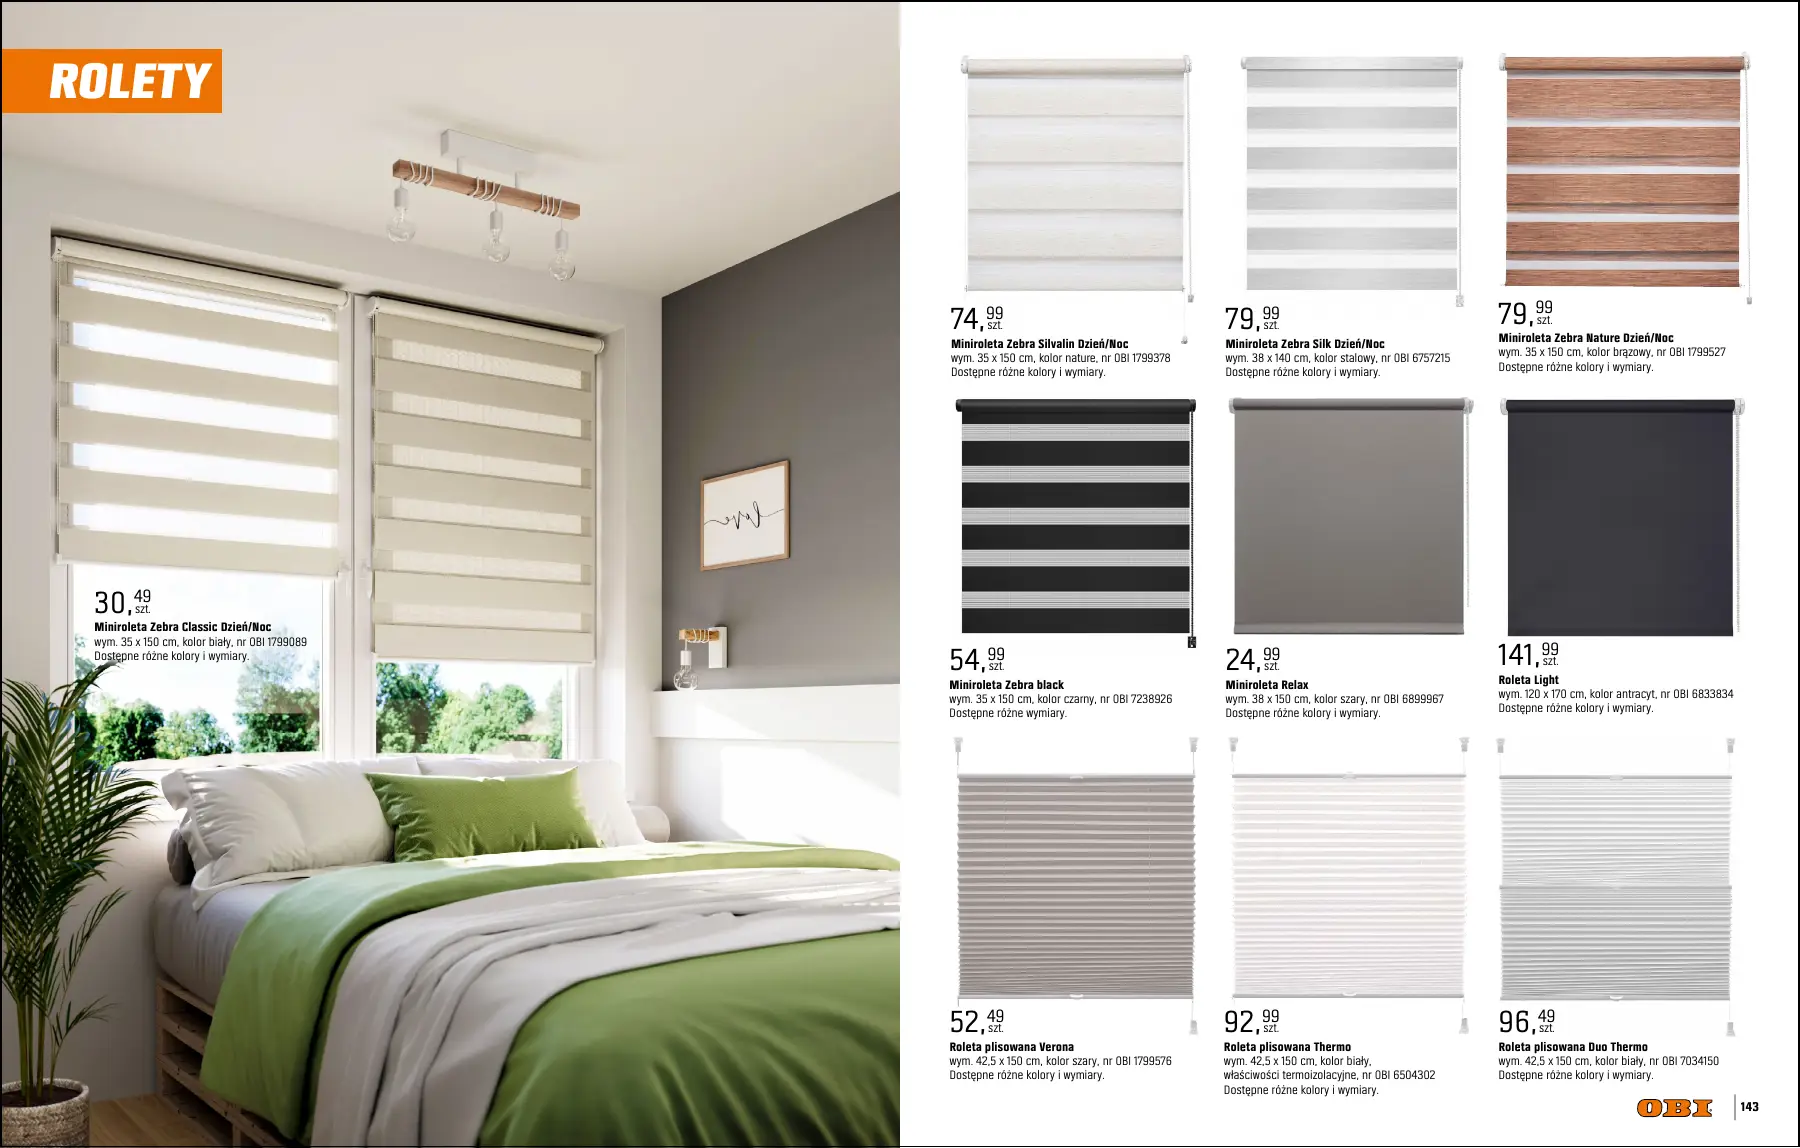 ROLETY
30,49
szt.
Miniroleta Zebra Classic Dzień/Noc
wym. 35 x 150 cm, kolor biały, nr OBI 1799089
Dostępne różne kolory i wymiary.
love
74,99
szt.
Miniroleta Zebra Silvalin Dzień/Noc
wym. 35 x 150 cm, kolor nature, nr OBI 1799378
Dostępne różne kolory i wymiary.
79,99
szt.
Miniroleta Zebra Silk Dzień/Noc
wym. 38 x 140 cm, kolor stalowy, nr OBI 6757215
Dostępne różne kolory i wymiary.
79,99
szt.
Miniroleta Zebra Nature Dzień/Noc
wym. 35 x 150 cm, kolor brązowy, nr OBI 1799527
Dostępne różne kolory i wymiary.
54,99
szt.
Miniroleta Zebra black
wym. 35 x 150 cm, kolor czarny, nr OBI 7238926
Dostępne różne wymiary.
24,99
szt.
Miniroleta Relax
wym. 38 x 150 cm, kolor szary, nr OBI 6899967
Dostępne różne kolory i wymiary.
141,99
szt.
Roleta Light
wym. 120 x 170 cm, kolor antracyt, nr OBI 6833834
Dostępne różne kolory i wymiary.
52,49
szt.
Roleta plisowana Verona
wym. 42,5 x 150 cm, kolor szary, nr OBI 1799576
Dostępne różne kolory i wymiary.
92,99
szt.
Roleta plisowana Thermo
wym. 42,5 x 150 cm, kolor biały,
właściwości termoizolacyjne, nr OBI 6504302
Dostępne różne kolory i wymiary.
96,49
szt.
Roleta plisowana Duo Thermo
wym. 42,5 x 150 cm, kolor biały, nr OBI 7034150
Dostępne różne kolory i wymiary.
OBI
143